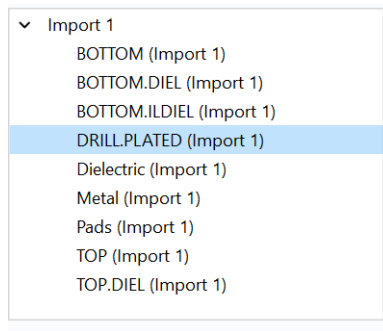 Import 1
BOTTOM (Import 1)
BOTTOM.DIEL (Import 1)
BOTTOM.ILDIEL (Import 1)
DRILL.PLATED (Import 1)
Dielectric (Import 1)
Metal (Import 1)
Pads (Import 1)
TOP (Import 1)
TOP.DIEL (Import 1)